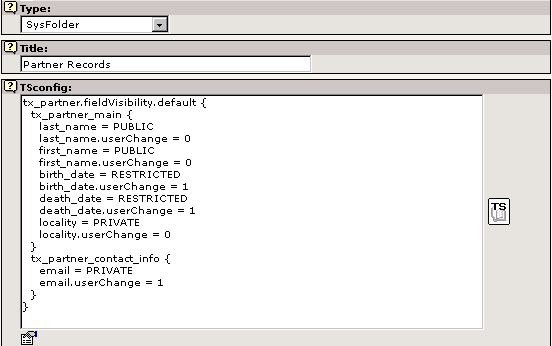 Type:
SysFolder
Title:
Partner Records
TSconfig:
tx_partner.fieldVisibility.default {
tx_partner_main {
last_name = PUBLIC
last_name.userChange = 0
first_name = PUBLIC
first_name.userChange = 0
birth_date = RESTRICTED
birth_date.userChange = 1
death_date = RESTRICTED
death_date.userChange = 1
locality = PRIVATE
locality.userChange = 0
}
tx_partner_contact_info {
email = PRIVATE
email.userChange = 1
}
}
TS